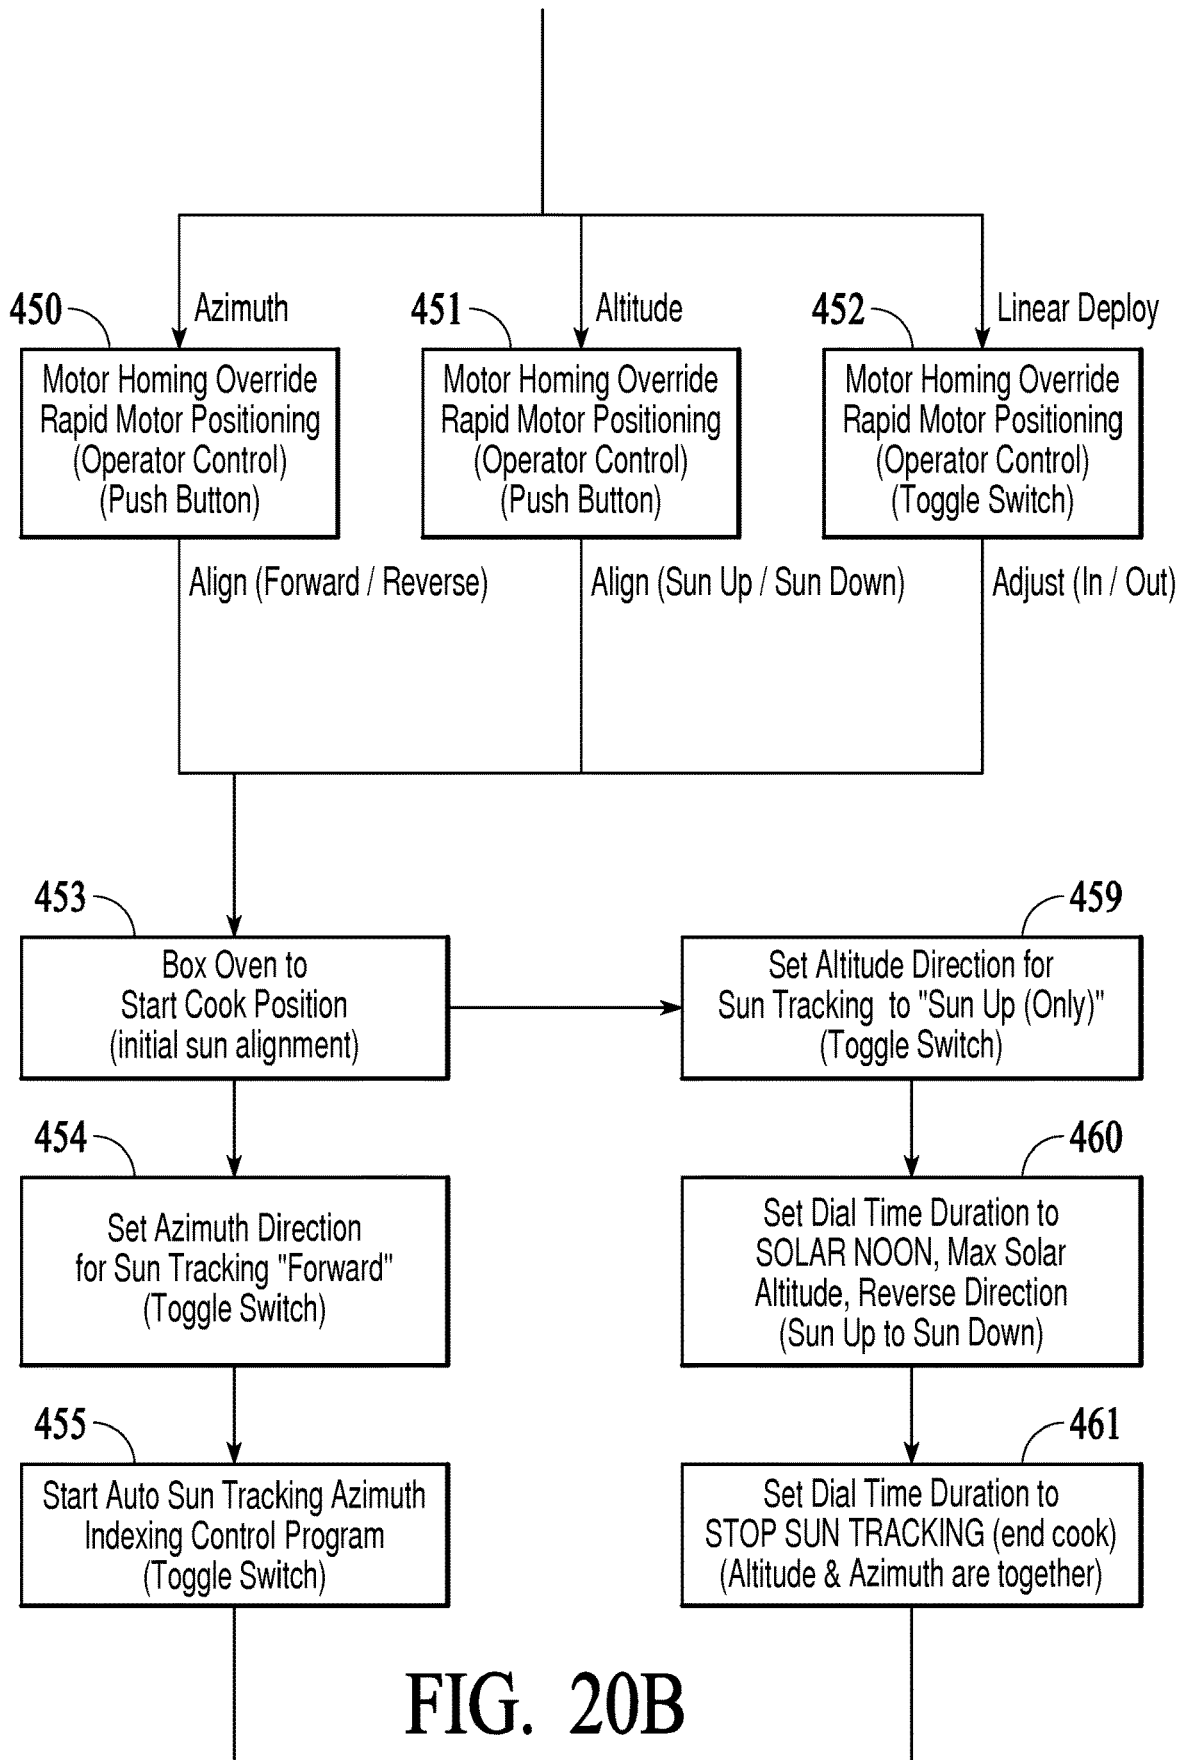 Azimuth
450
Motor Homing Override
Rapid Motor Positioning
(Operator Control)
(Push Button)
Align (Forward / Reverse)
Altitude
451
Motor Homing Override
Rapid Motor Positioning
(Operator Control)
(Push Button)
Align (Sun Up / Sun Down)
Linear Deploy
452
Motor Homing Override
Rapid Motor Positioning
(Operator Control)
(Toggle Switch)
Adjust (In / Out)
453
Box Oven to
Start Cook Position
(initial sun alignment)
454
Set Azimuth Direction
for Sun Tracking "Forward"
(Toggle Switch)
455
Start Auto Sun Tracking Azimuth
Indexing Control Program
(Toggle Switch)
459
Set Altitude Direction for
Sun Tracking to "Sun Up (Only)"
(Toggle Switch)
460
Set Dial Time Duration to
SOLAR NOON, Max Solar
Altitude, Reverse Direction
(Sun Up to Sun Down)
461
Set Dial Time Duration to
STOP SUN TRACKING (end cook)
(Altitude & Azimuth are together)
FIG. 20B